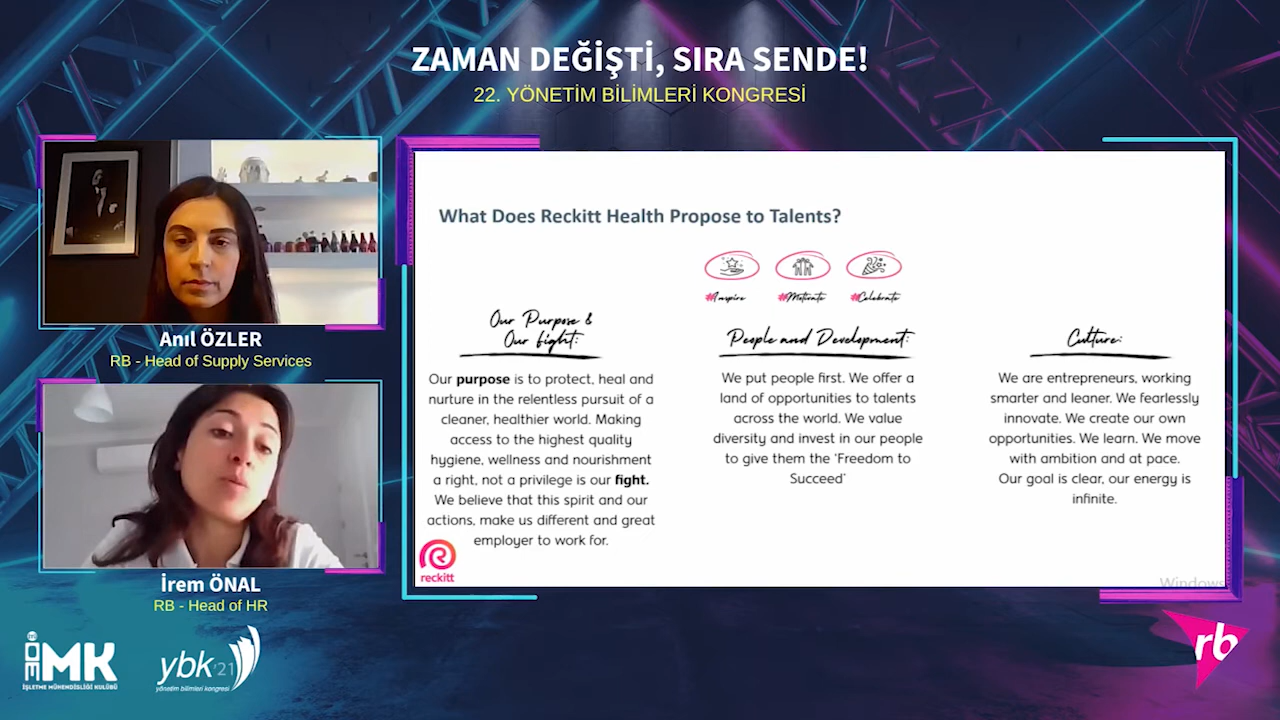 ZAMAN DEĞİŞTİ, SIRA SENDE!
22. YÖNETİM BİLİMLERİ KONGRESİ
Anıl ÖZLER
RB - Head of Supply Services
İrem ÖNAL
RB - Head of HR
What Does Reckitt Health Propose to Talents?
#Inspire
#Motivate
#Celebrate
Our Purpose &
Our fight:
Our purpose is to protect, heal and
nurture in the relentless pursuit of a
cleaner, healthier world. Making
access to the highest quality
hygiene, wellness and nourishment
a right, not a privilege is our fight.
We believe that this spirit and our
actions, make us different and great
employer to work for.
People and Development:
We put people first. We offer a
land of opportunities to talents
across the world. We value
diversity and invest in our people
to give them the 'Freedom to
Succeed'
Culture:
We are entrepreneurs, working
smarter and leaner. We fearlessly
innovate. We create our own
opportunities. We learn. We move
with ambition and at pace.
Our goal is clear, our energy is
infinite.
reckitt
Windows
İMK
İŞLETME MÜHENDİSLİĞİ KULÜBÜ
ybk'21
yönetim bilimleri kongresi
rb